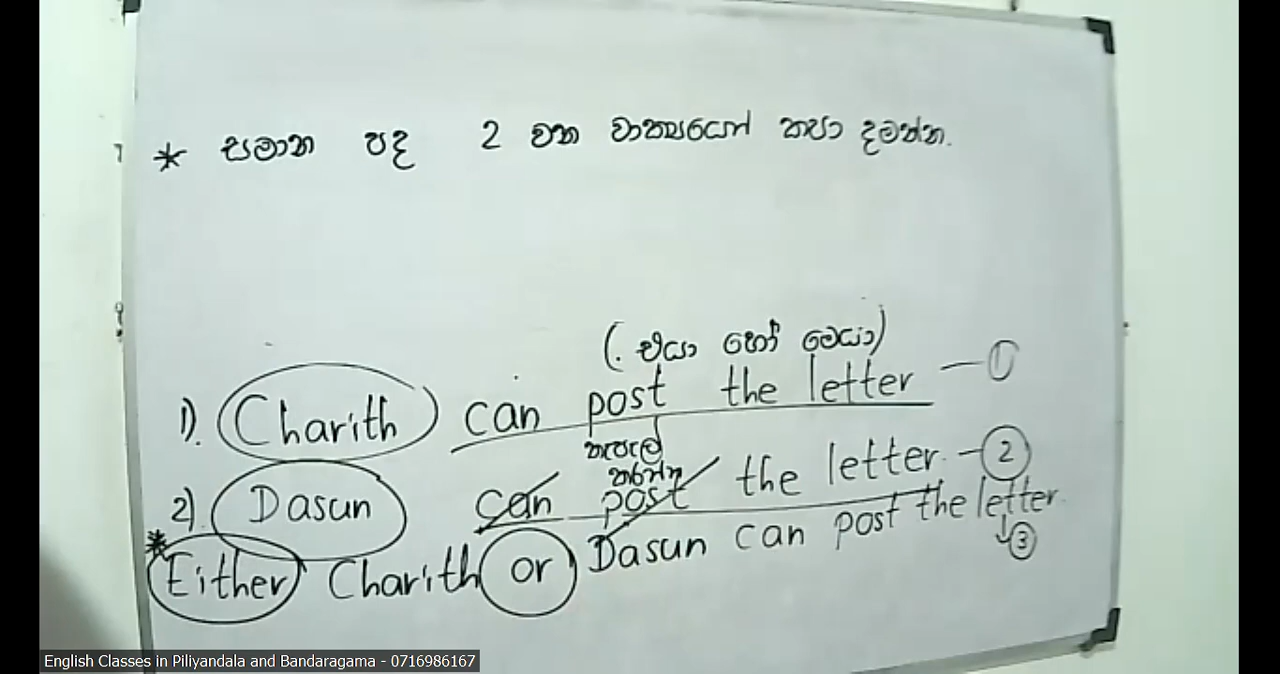 * සමාන පද 2 වන වාක්‍යයෙන් කපා දමන්න.
(. එයා හෝ මෙයා)
1). Charith can post the letter — 1
තැපැල් කරන්න
2). Dasun can post the letter. — 2
* Either Charith or Dasun can post the letter.
3
English Classes in Piliyandala and Bandaragama - 0716986167